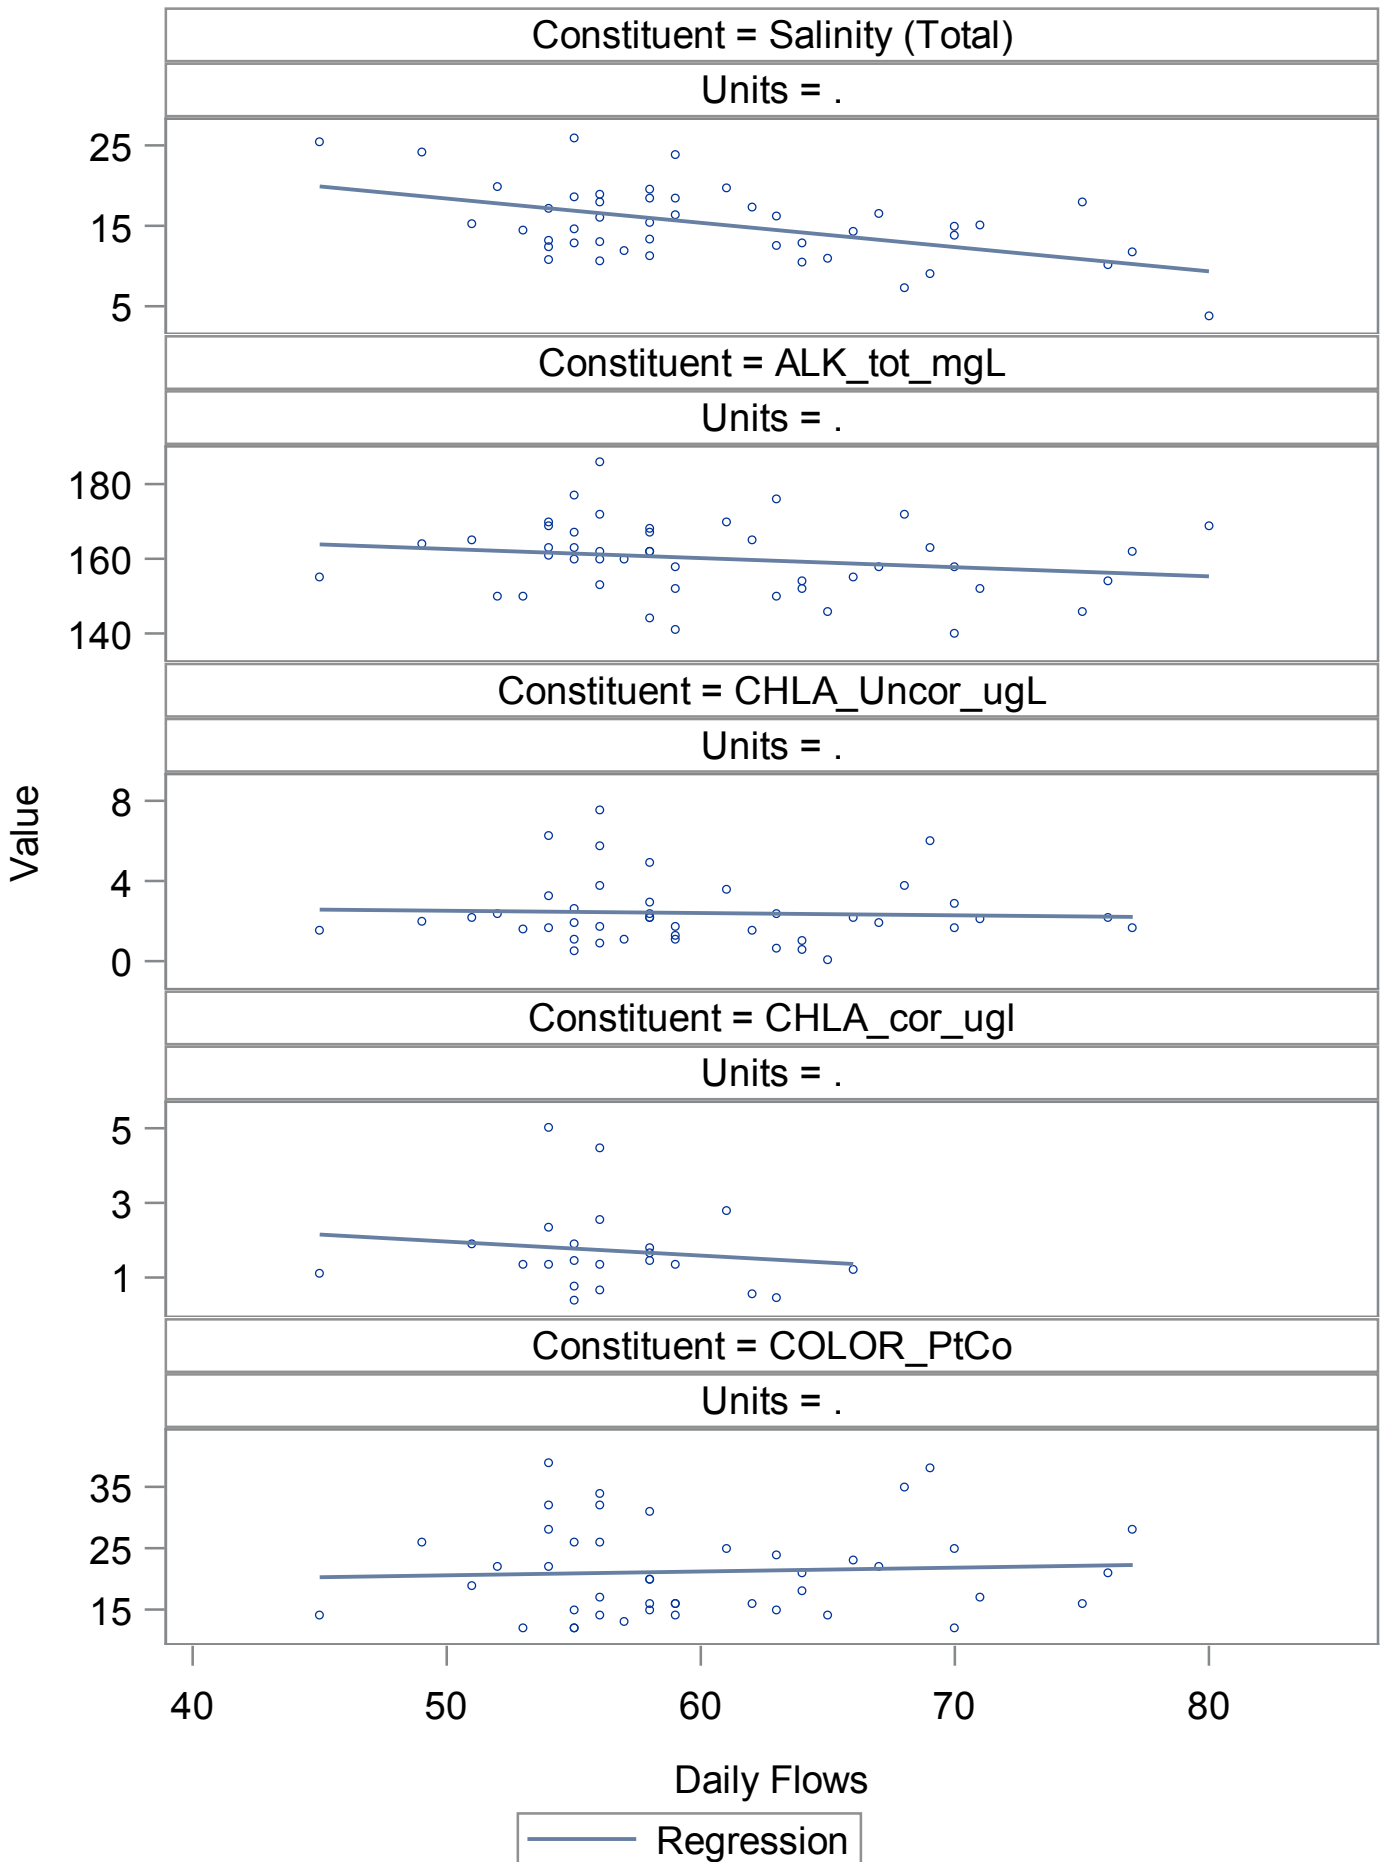 Constituent = Salinity (Total)
Units = .
25
15
5
Constituent = ALK_tot_mgL
Units = .
180
160
140
Constituent = CHLA_Uncor_ugL
Units = .
8
4
0
Value
Constituent = CHLA_cor_ugl
Units = .
5
3
1
Constituent = COLOR_PtCo
Units = .
35
25
15
40 50 60 70 80
Daily Flows
Regression